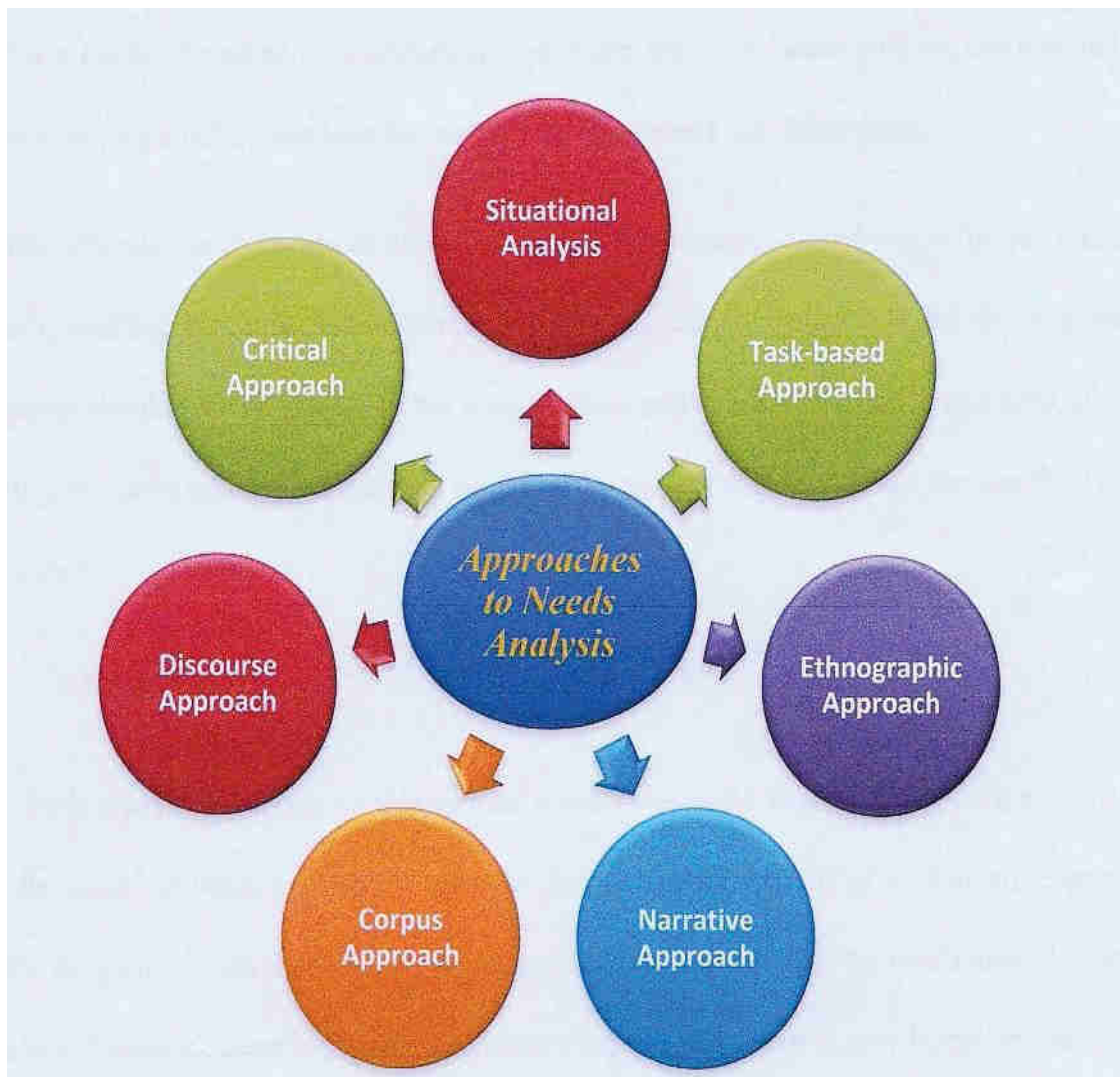 Situational
Analysis
Critical
Approach
Task-based
Approach
Approaches
to Needs
Analysis
Discourse
Approach
Ethnographic
Approach
Corpus
Approach
Narrative
Approach